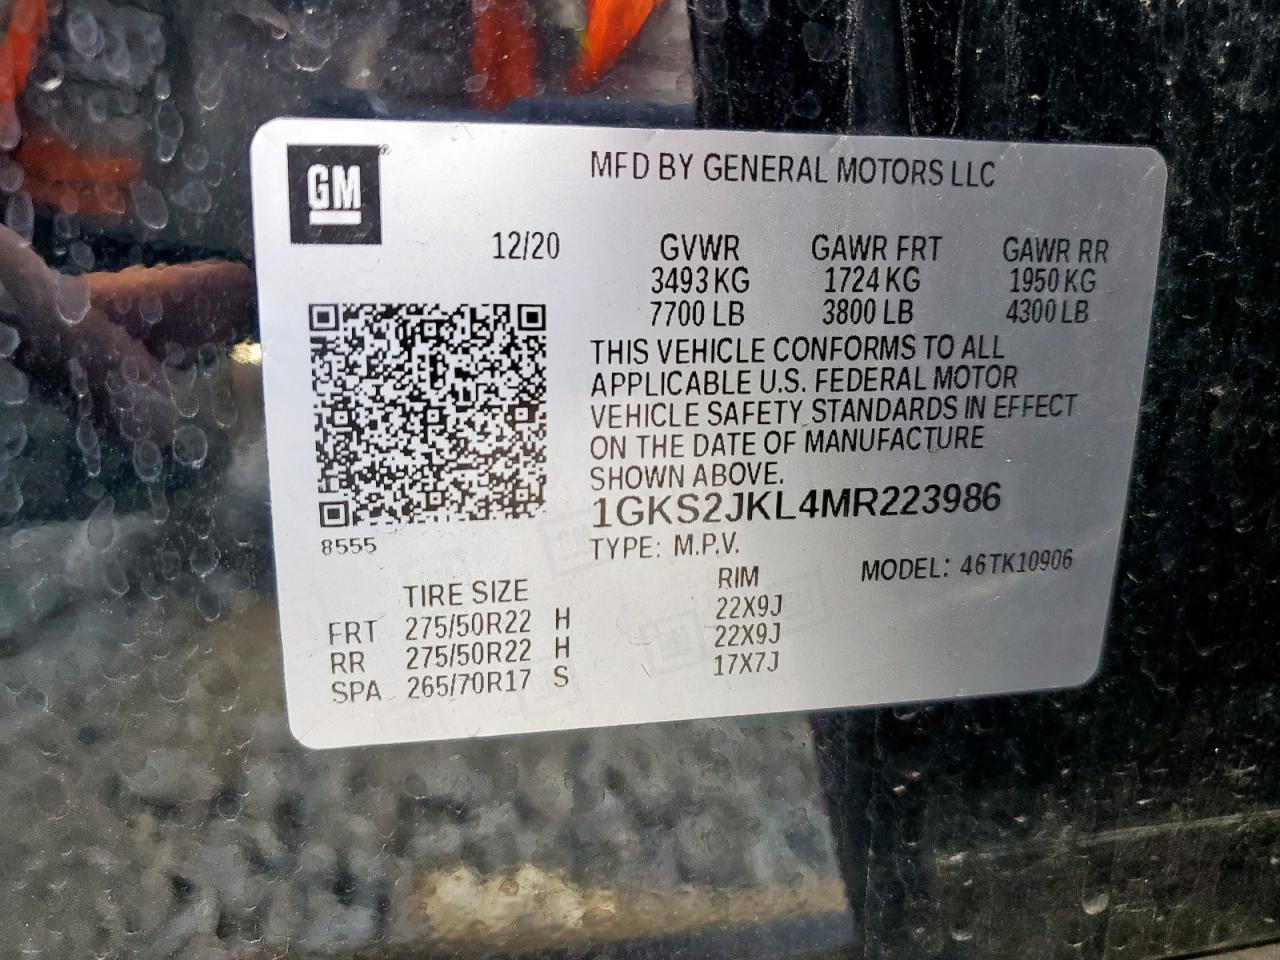 GM
MFD BY GENERAL MOTORS LLC
12/20 GVWR GAWR FRT GAWR RR
3493 KG 1724 KG 1950 KG
7700 LB 3800 LB 4300 LB
THIS VEHICLE CONFORMS TO ALL
APPLICABLE U.S. FEDERAL MOTOR
VEHICLE SAFETY STANDARDS IN EFFECT
ON THE DATE OF MANUFACTURE
SHOWN ABOVE.
1GKS2JKL4MR223986
8555
TYPE: M.P.V. MODEL: 46TK10906
TIRE SIZE RIM
FRT 275/50R22 H 22X9J
RR 275/50R22 H 22X9J
SPA 265/70R17 S 17X7J